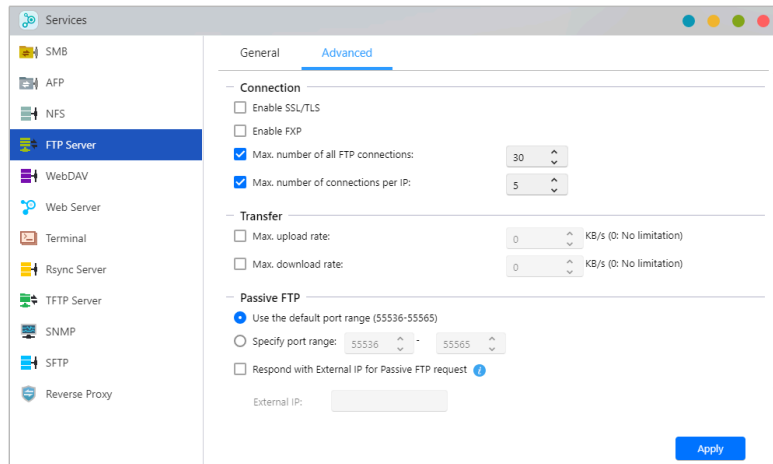 Services
SMB
AFP
NFS
FTP Server
WebDAV
Web Server
Terminal
Rsync Server
TFTP Server
SNMP
SFTP
Reverse Proxy
General Advanced
Connection
Enable SSL/TLS
Enable FXP
Max. number of all FTP connections: 30
Max. number of connections per IP: 5
Transfer
Max. upload rate: 0 KB/s (0: No limitation)
Max. download rate: 0 KB/s (0: No limitation)
Passive FTP
Use the default port range (55536-55565)
Specify port range: 55536 - 55565
Respond with External IP for Passive FTP request i
External IP:
Apply